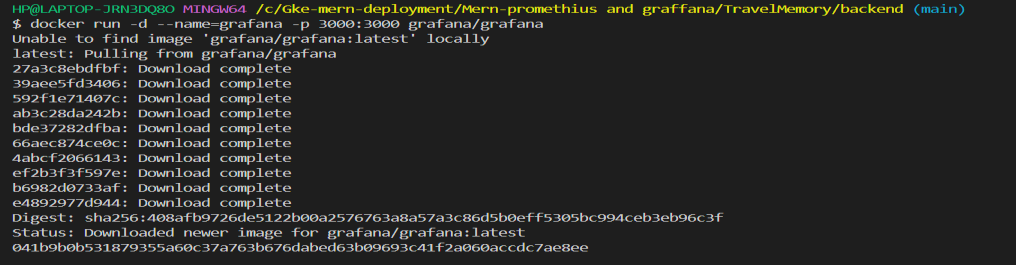 HP@LAPTOP-JRN3DQ8O MINGW64 /c/Gke-mern-deployment/Mern-promethius and graffana/TravelMemory/backend (main)
$ docker run -d --name=grafana -p 3000:3000 grafana/grafana
Unable to find image 'grafana/grafana:latest' locally
latest: Pulling from grafana/grafana
27a3c8ebdfbf: Download complete
39aee5fd3406: Download complete
592f1e71407c: Download complete
ab3c28da242b: Download complete
bde37282dfba: Download complete
66aec874ce0c: Download complete
4abcf2066143: Download complete
ef2b3f3f597e: Download complete
b6982d0733af: Download complete
e4892977d944: Download complete
Digest: sha256:408afb9726de5122b00a2576763a8a57a3c86d5b0eff5305bc994ceb3eb96c3f
Status: Downloaded newer image for grafana/grafana:latest
041b9b0b531879355a60c37a763b676dabed63b09693c41f2a060accdc7ae8ee